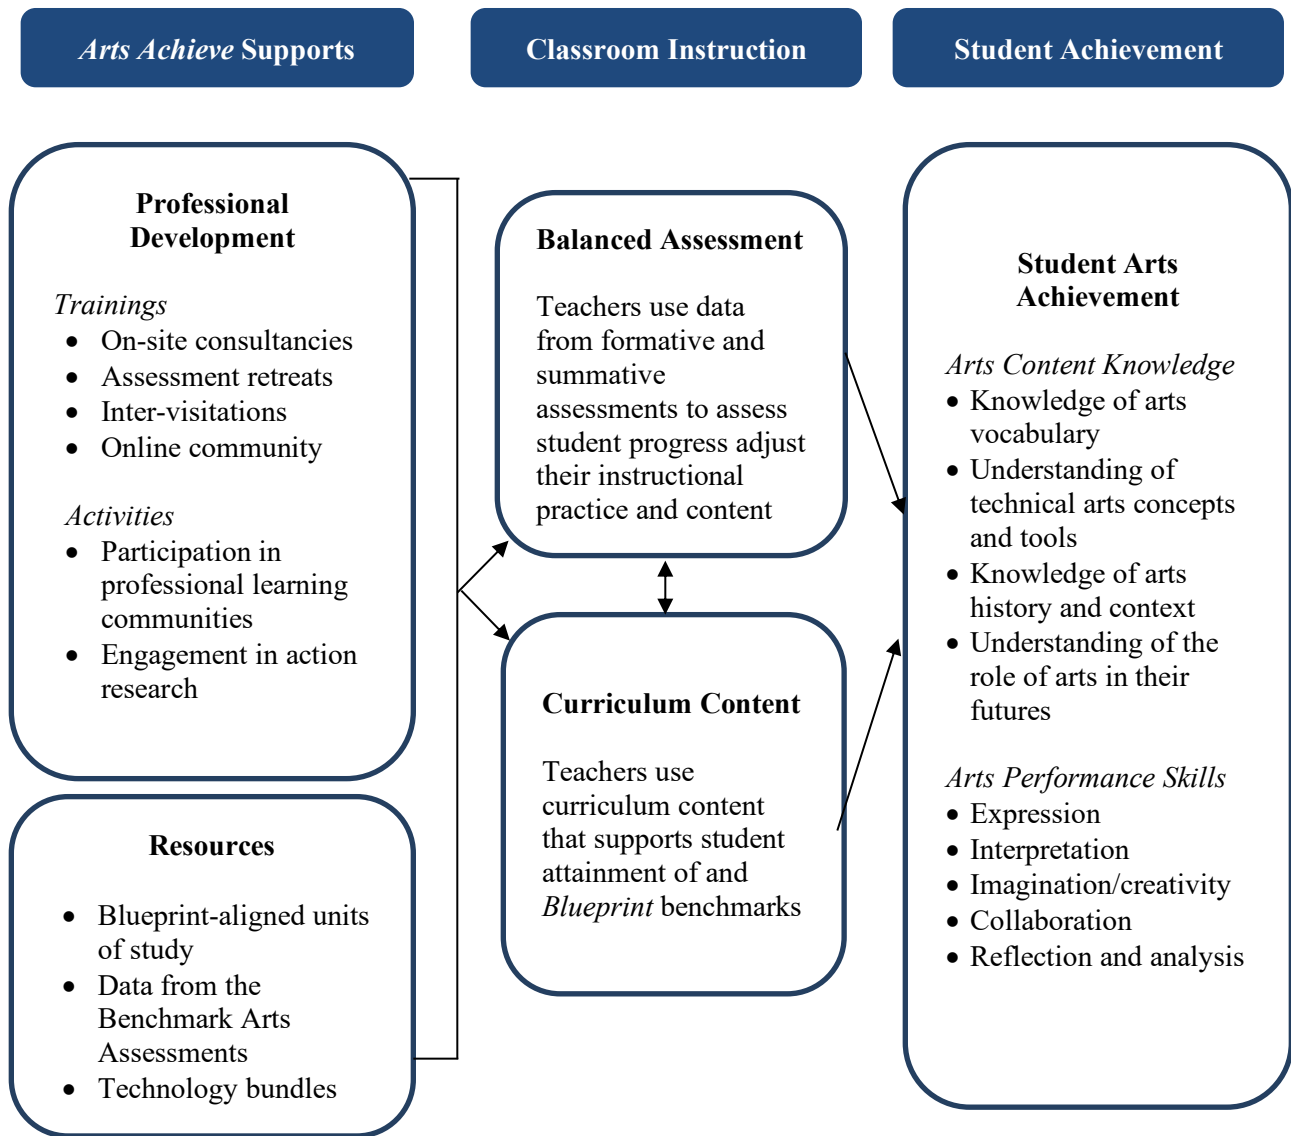 Arts Achieve Supports
Classroom Instruction
Student Achievement
Professional
Development
Trainings
• On-site consultancies
• Assessment retreats
• Inter-visitations
• Online community
Activities
• Participation in
professional learning
communities
• Engagement in action
research
Resources
• Blueprint-aligned units
of study
• Data from the
Benchmark Arts
Assessments
• Technology bundles
Balanced Assessment
Teachers use data
from formative and
summative
assessments to assess
student progress adjust
their instructional
practice and content
Curriculum Content
Teachers use
curriculum content
that supports student
attainment of and
Blueprint benchmarks
Student Arts
Achievement
Arts Content Knowledge
• Knowledge of arts
vocabulary
• Understanding of
technical arts concepts
and tools
• Knowledge of arts
history and context
• Understanding of the
role of arts in their
futures
Arts Performance Skills
• Expression
• Interpretation
• Imagination/creativity
• Collaboration
• Reflection and analysis